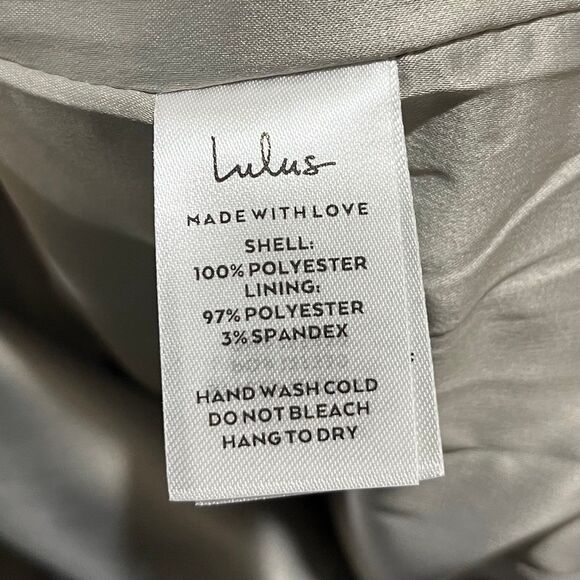 Lulus
MADE WITH LOVE
SHELL:
100% POLYESTER
LINING:
97% POLYESTER
3% SPANDEX
HAND WASH COLD
DO NOT BLEACH
HANG TO DRY